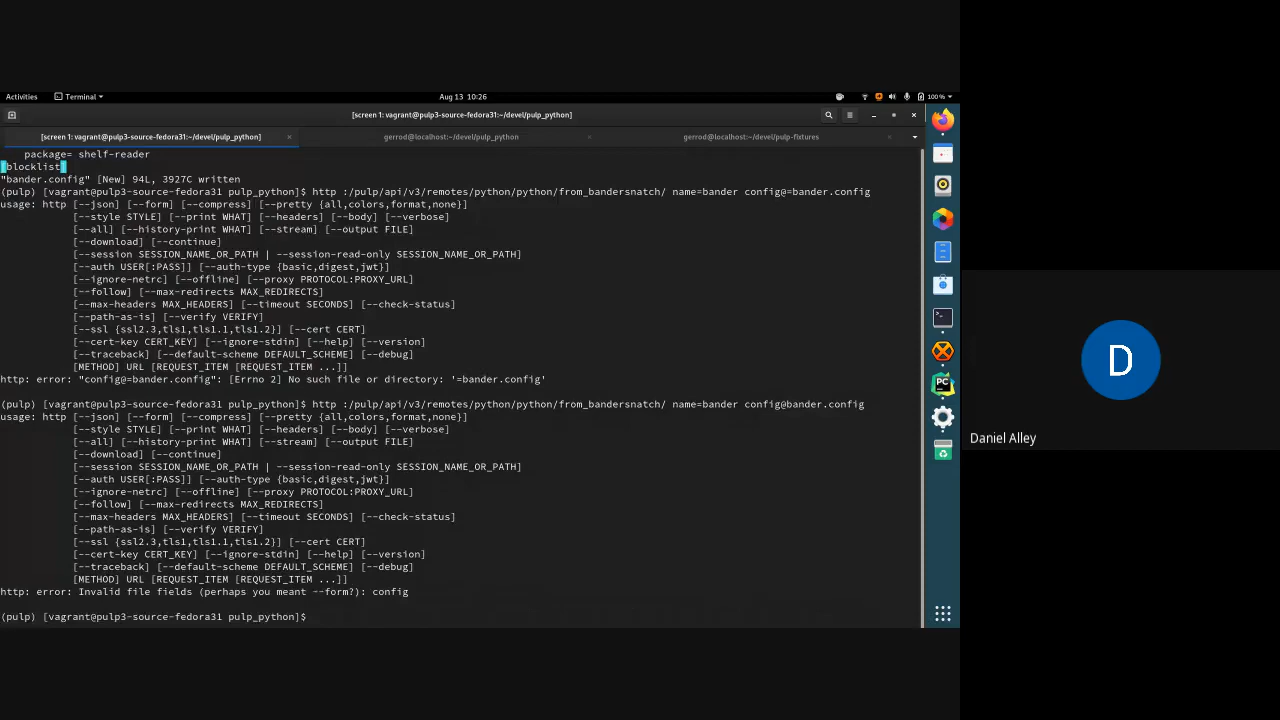 Activities
Terminal
Aug 13 10:26
100 %
[screen 1: vagrant@pulp3-source-fedora31:~/devel/pulp_python]
[screen 1: vagrant@pulp3-source-fedora31:~/devel/pulp_python]
gerrod@localhost:~/devel/pulp_python
gerrod@localhost:~/devel/pulp-fixtures
package= shelf-reader
[blocklist]
"bander.config" [New] 94L, 3927C written
(pulp) [vagrant@pulp3-source-fedora31 pulp_python]$ http :/pulp/api/v3/remotes/python/python/from_bandersnatch/ name=bander config@=bander.config
usage: http [--json] [--form] [--compress] [--pretty {all,colors,format,none}]
[--style STYLE] [--print WHAT] [--headers] [--body] [--verbose]
[--all] [--history-print WHAT] [--stream] [--output FILE]
[--download] [--continue]
[--session SESSION_NAME_OR_PATH | --session-read-only SESSION_NAME_OR_PATH]
[--auth USER[:PASS]] [--auth-type {basic,digest,jwt}]
[--ignore-netrc] [--offline] [--proxy PROTOCOL:PROXY_URL]
[--follow] [--max-redirects MAX_REDIRECTS]
[--max-headers MAX_HEADERS] [--timeout SECONDS] [--check-status]
[--path-as-is] [--verify VERIFY]
[--ssl {ssl2.3,tls1,tls1.1,tls1.2}] [--cert CERT]
[--cert-key CERT_KEY] [--ignore-stdin] [--help] [--version]
[--traceback] [--default-scheme DEFAULT_SCHEME] [--debug]
[METHOD] URL [REQUEST_ITEM [REQUEST_ITEM ...]]
http: error: "config@=bander.config": [Errno 2] No such file or directory: '=bander.config'
(pulp) [vagrant@pulp3-source-fedora31 pulp_python]$ http :/pulp/api/v3/remotes/python/python/from_bandersnatch/ name=bander config@bander.config
usage: http [--json] [--form] [--compress] [--pretty {all,colors,format,none}]
[--style STYLE] [--print WHAT] [--headers] [--body] [--verbose]
[--all] [--history-print WHAT] [--stream] [--output FILE]
[--download] [--continue]
[--session SESSION_NAME_OR_PATH | --session-read-only SESSION_NAME_OR_PATH]
[--auth USER[:PASS]] [--auth-type {basic,digest,jwt}]
[--ignore-netrc] [--offline] [--proxy PROTOCOL:PROXY_URL]
[--follow] [--max-redirects MAX_REDIRECTS]
[--max-headers MAX_HEADERS] [--timeout SECONDS] [--check-status]
[--path-as-is] [--verify VERIFY]
[--ssl {ssl2.3,tls1,tls1.1,tls1.2}] [--cert CERT]
[--cert-key CERT_KEY] [--ignore-stdin] [--help] [--version]
[--traceback] [--default-scheme DEFAULT_SCHEME] [--debug]
[METHOD] URL [REQUEST_ITEM [REQUEST_ITEM ...]]
http: error: Invalid file fields (perhaps you meant --form?): config
(pulp) [vagrant@pulp3-source-fedora31 pulp_python]$
PC
D
Daniel Alley